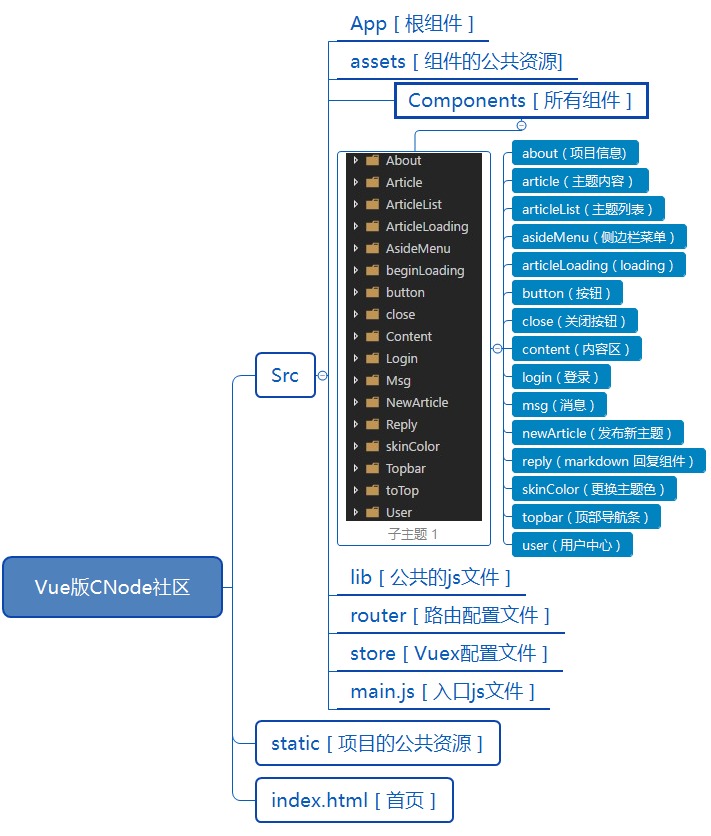 App [ 根组件 ]
assets [ 组件的公共资源]
Components [ 所有组件 ]
About
Article
ArticleList
ArticleLoading
AsideMenu
beginLoading
button
close
Content
Login
Msg
NewArticle
Reply
skinColor
Topbar
toTop
User
子主题 1
about ( 项目信息)
article ( 主题内容 )
articleList ( 主题列表 )
asideMenu ( 侧边栏菜单 )
articleLoading ( loading )
button ( 按钮 )
close ( 关闭按钮 )
content ( 内容区 )
login ( 登录 )
msg ( 消息 )
newArticle ( 发布新主题 )
reply ( markdown 回复组件 )
skinColor ( 更换主题色 )
topbar ( 顶部导航条 )
user ( 用户中心 )
Src
lib [ 公共的js文件 ]
router [ 路由配置文件 ]
store [ Vuex配置文件 ]
main.js [ 入口js文件 ]
Vue版CNode社区
static [ 项目的公共资源 ]
index.html [ 首页 ]